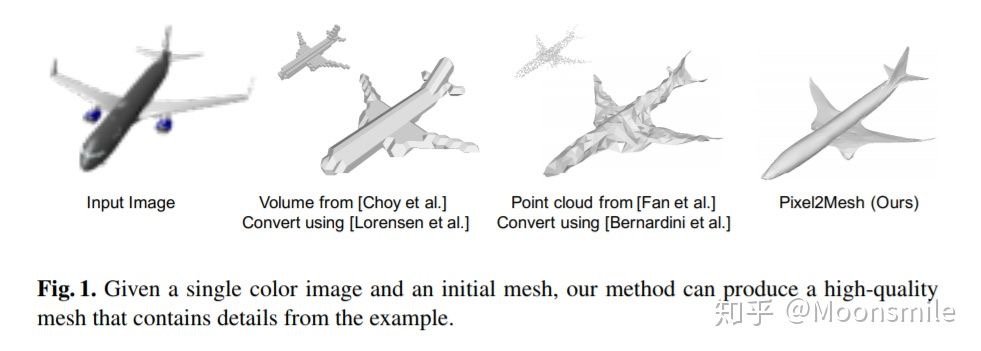 Input Image
Volume from [Choy et al.]
Convert using [Lorensen et al.]
Point cloud from [Fan et al.]
Convert using [Bernardini et al.]
Pixel2Mesh (Ours)
Fig. 1. Given a single color image and an initial mesh, our method can produce a high-quality
mesh that contains details from the example.
知乎 @Moonsmile